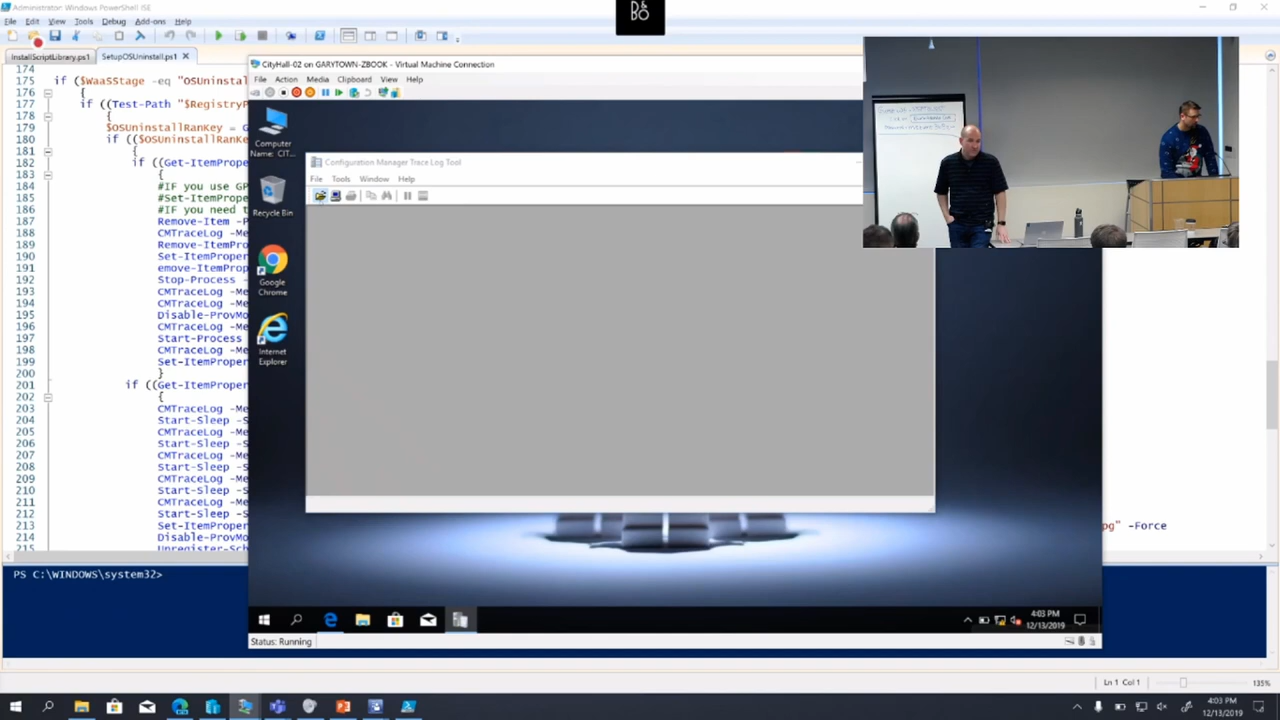 Administrator: Windows PowerShell ISE
File Edit View Tools Debug Add-ons Help
InstallScriptLibrary.ps1 SetupOSUninstall.ps1 X
174
175 if ($WaaSStage -eq "OSUninstal
176 {
177 if ((Test-Path "$RegistryP
178 {
179 $OSUninstallRanKey = G
180 if (($OSUninstallRanKe
181 {
182 if ((Get-ItemPrope
183 {
184 #IF you use GP
185 #Set-ItemProper
186 #IF you need t
187 Remove-Item -P
188 CMTraceLog -Me
189 Remove-ItemProp
190 Set-ItemPropert
191 emove-ItemProp
192 Stop-Process -
193 CMTraceLog -Me
194 CMTraceLog -Me
195 Disable-ProvMo
196 CMTraceLog -Me
197 Start-Process
198 CMTraceLog -Me
199 Set-ItemProper
200 }
201 if ((Get-ItemProper
202 {
203 CMTraceLog -Me
204 Start-Sleep -S
205 CMTraceLog -Me
206 Start-Sleep -S
207 CMTraceLog -Me
208 Start-Sleep -S
209 CMTraceLog -Me
210 Start-Sleep -S
211 CMTraceLog -Me
212 Start-Sleep -S
213 Set-ItemProper pg" -Force
214 Disable-ProvMo
215 Unregister-Sch
PS C:\WINDOWS\system32>
Ln 1 Col 1 135%
CityHall-02 on GARYTOWN-ZBOOK - Virtual Machine Connection
File Action Media Clipboard View Help
Computer
Name: CIT...
Recycle Bin
Google
Chrome
Internet
Explorer
Configuration Manager Trace Log Tool
File Tools Window Help
4:03 PM
12/13/2019
Status: Running
4:03 PM
12/13/2019